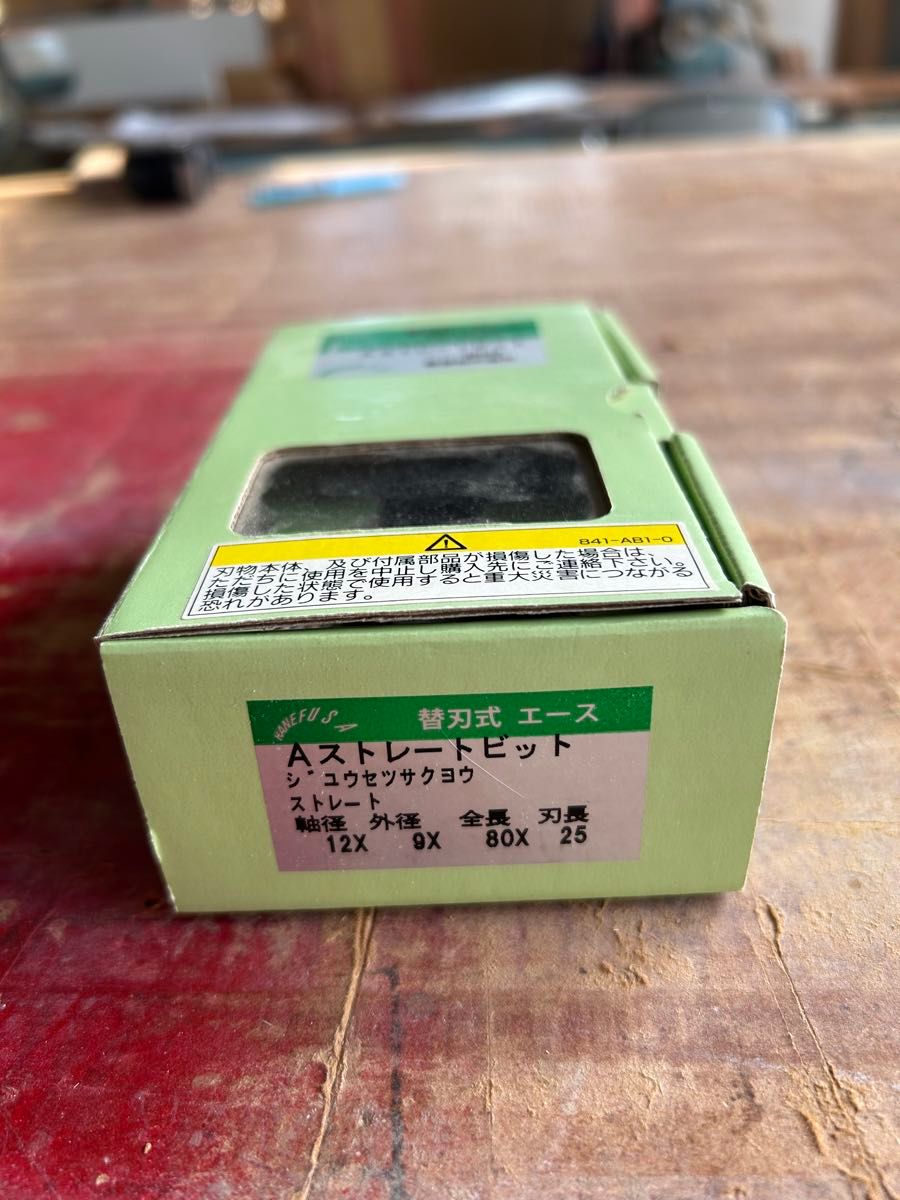 841-AB1-0
刃物本体、及び付属部品が損傷した場合は、
ただちに使用を中止し購入先にご連絡下さい。
損傷した状態で使用すると重大災害につながる
恐れがあります。
KANEFUSA 替刃式 エース
Aストレートビット
シ゛ユウセツサクヨウ
ストレート
軸径 外径 全長 刃長
12X 9X 80X 25